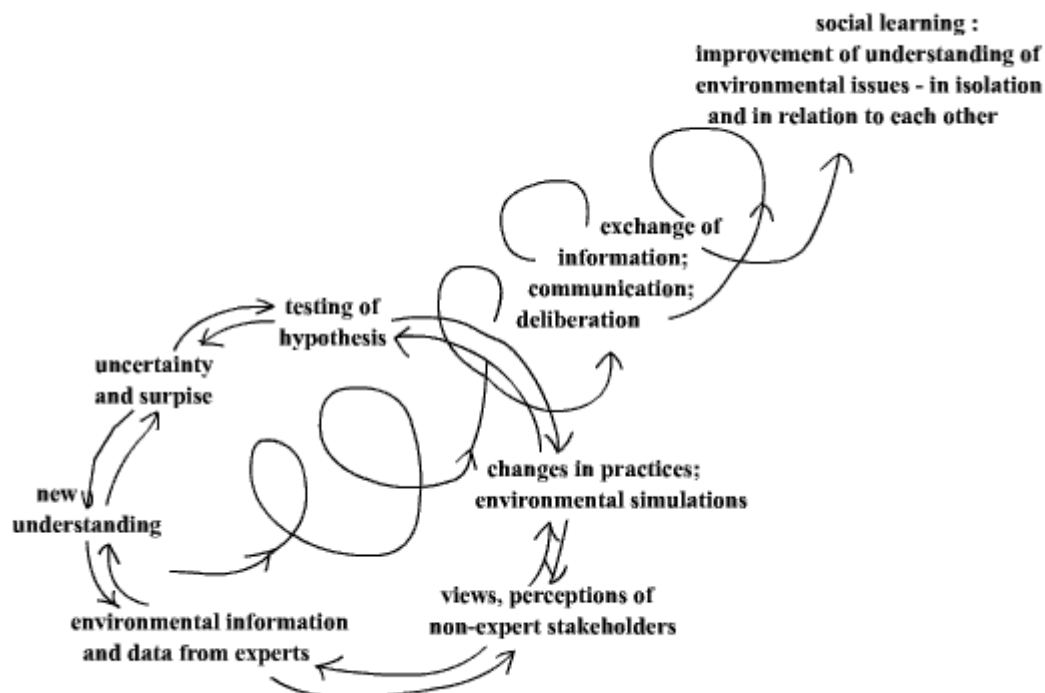 social learning :
improvement of understanding of
environmental issues - in isolation
and in relation to each other
exchange of
information;
communication;
deliberation
testing of
hypothesis
uncertainty
and surpise
changes in practices;
environmental simulations
new
understanding
views, perceptions of
non-expert stakeholders
environmental information
and data from experts